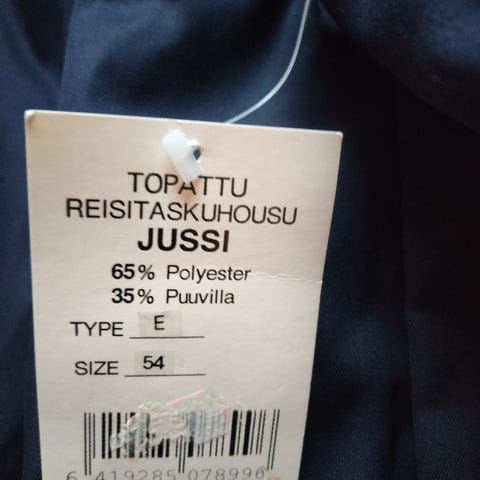 TOPATTU
REISITASKUHOUSU
JUSSI
65% Polyester
35% Puuvilla
TYPE E
SIZE 54
6 419285 078996